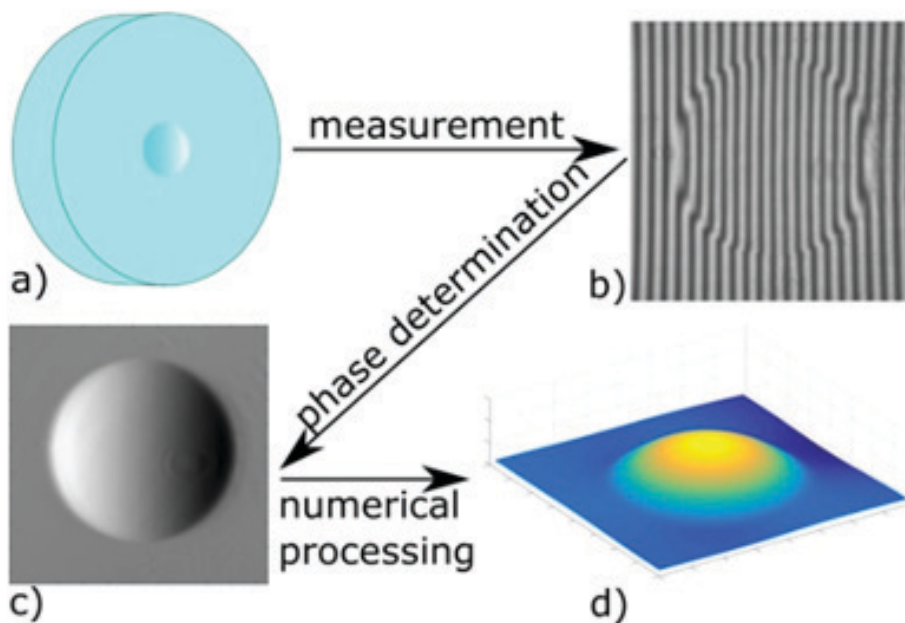 measurement
a)
b)
phase determination
numerical
processing
c)
d)